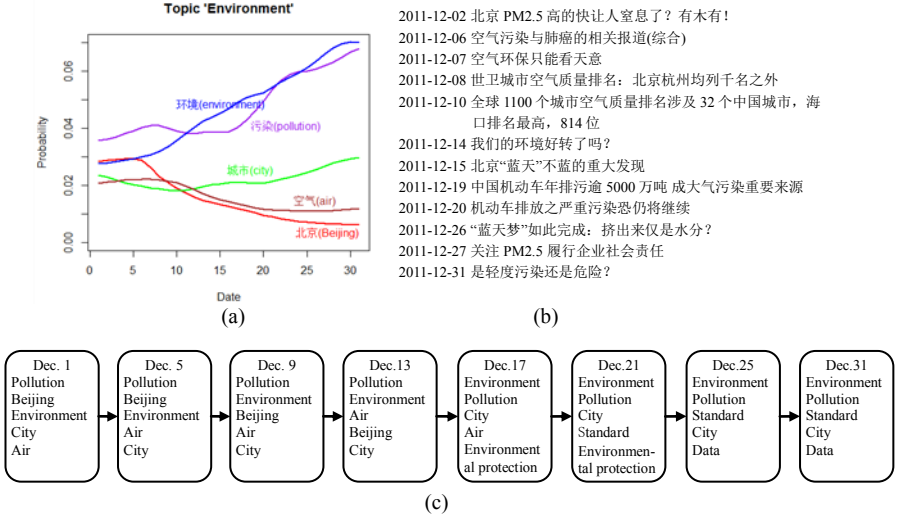 Topic 'Environment'
0.06
0.04
0.02
0.00
Probability
环境(environment)
污染(pollution)
城市(city)
空气(air)
北京(Beijing)
0 5 10 15 20 25 30
Date
(a)
2011-12-02 北京 PM2.5 高的快让人窒息了？有木有！
2011-12-06 空气污染与肺癌的相关报道(综合)
2011-12-07 空气环保只能看天意
2011-12-08 世卫城市空气质量排名：北京杭州均列千名之外
2011-12-10 全球 1100 个城市空气质量排名涉及 32 个中国城市，海
口排名最高，814 位
2011-12-14 我们的环境好转了吗？
2011-12-15 北京“蓝天”不蓝的重大发现
2011-12-19 中国机动车年排污逾 5000 万吨 成大气污染重要来源
2011-12-20 机动车排放之严重污染恐仍将继续
2011-12-26 “蓝天梦”如此完成：挤出来仅是水分？
2011-12-27 关注 PM2.5 履行企业社会责任
2011-12-31 是轻度污染还是危险？
(b)
Dec. 1
Pollution
Beijing
Environment
City
Air
Dec. 5
Pollution
Beijing
Environment
Air
City
Dec. 9
Pollution
Environment
Beijing
Air
City
Dec.13
Pollution
Environment
Air
Beijing
City
Dec.17
Environment
Pollution
City
Air
Environment
al protection
Dec.21
Environment
Pollution
City
Standard
Environmen-
tal protection
Dec.25
Environment
Pollution
Standard
City
Data
Dec.31
Environment
Pollution
Standard
City
Data
(c)